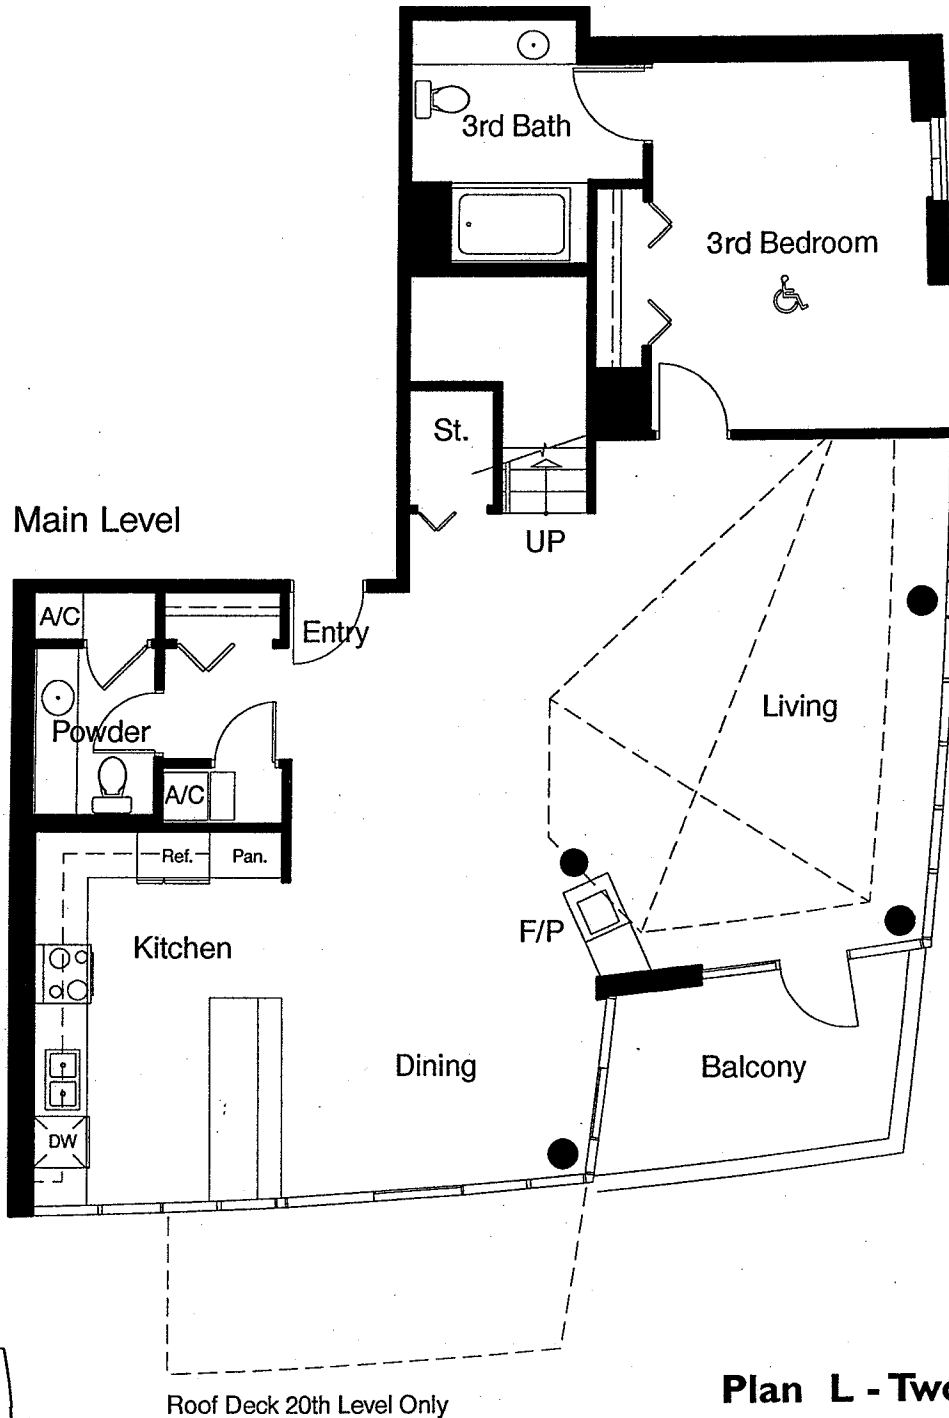 3rd Bath
3rd Bedroom
St.
Main Level
UP
A/C
Entry
Living
Powder
A/C
Ref.
Pan.
F/P
Kitchen
Dining
Balcony
DW
Roof Deck 20th Level Only
Plan L - Two